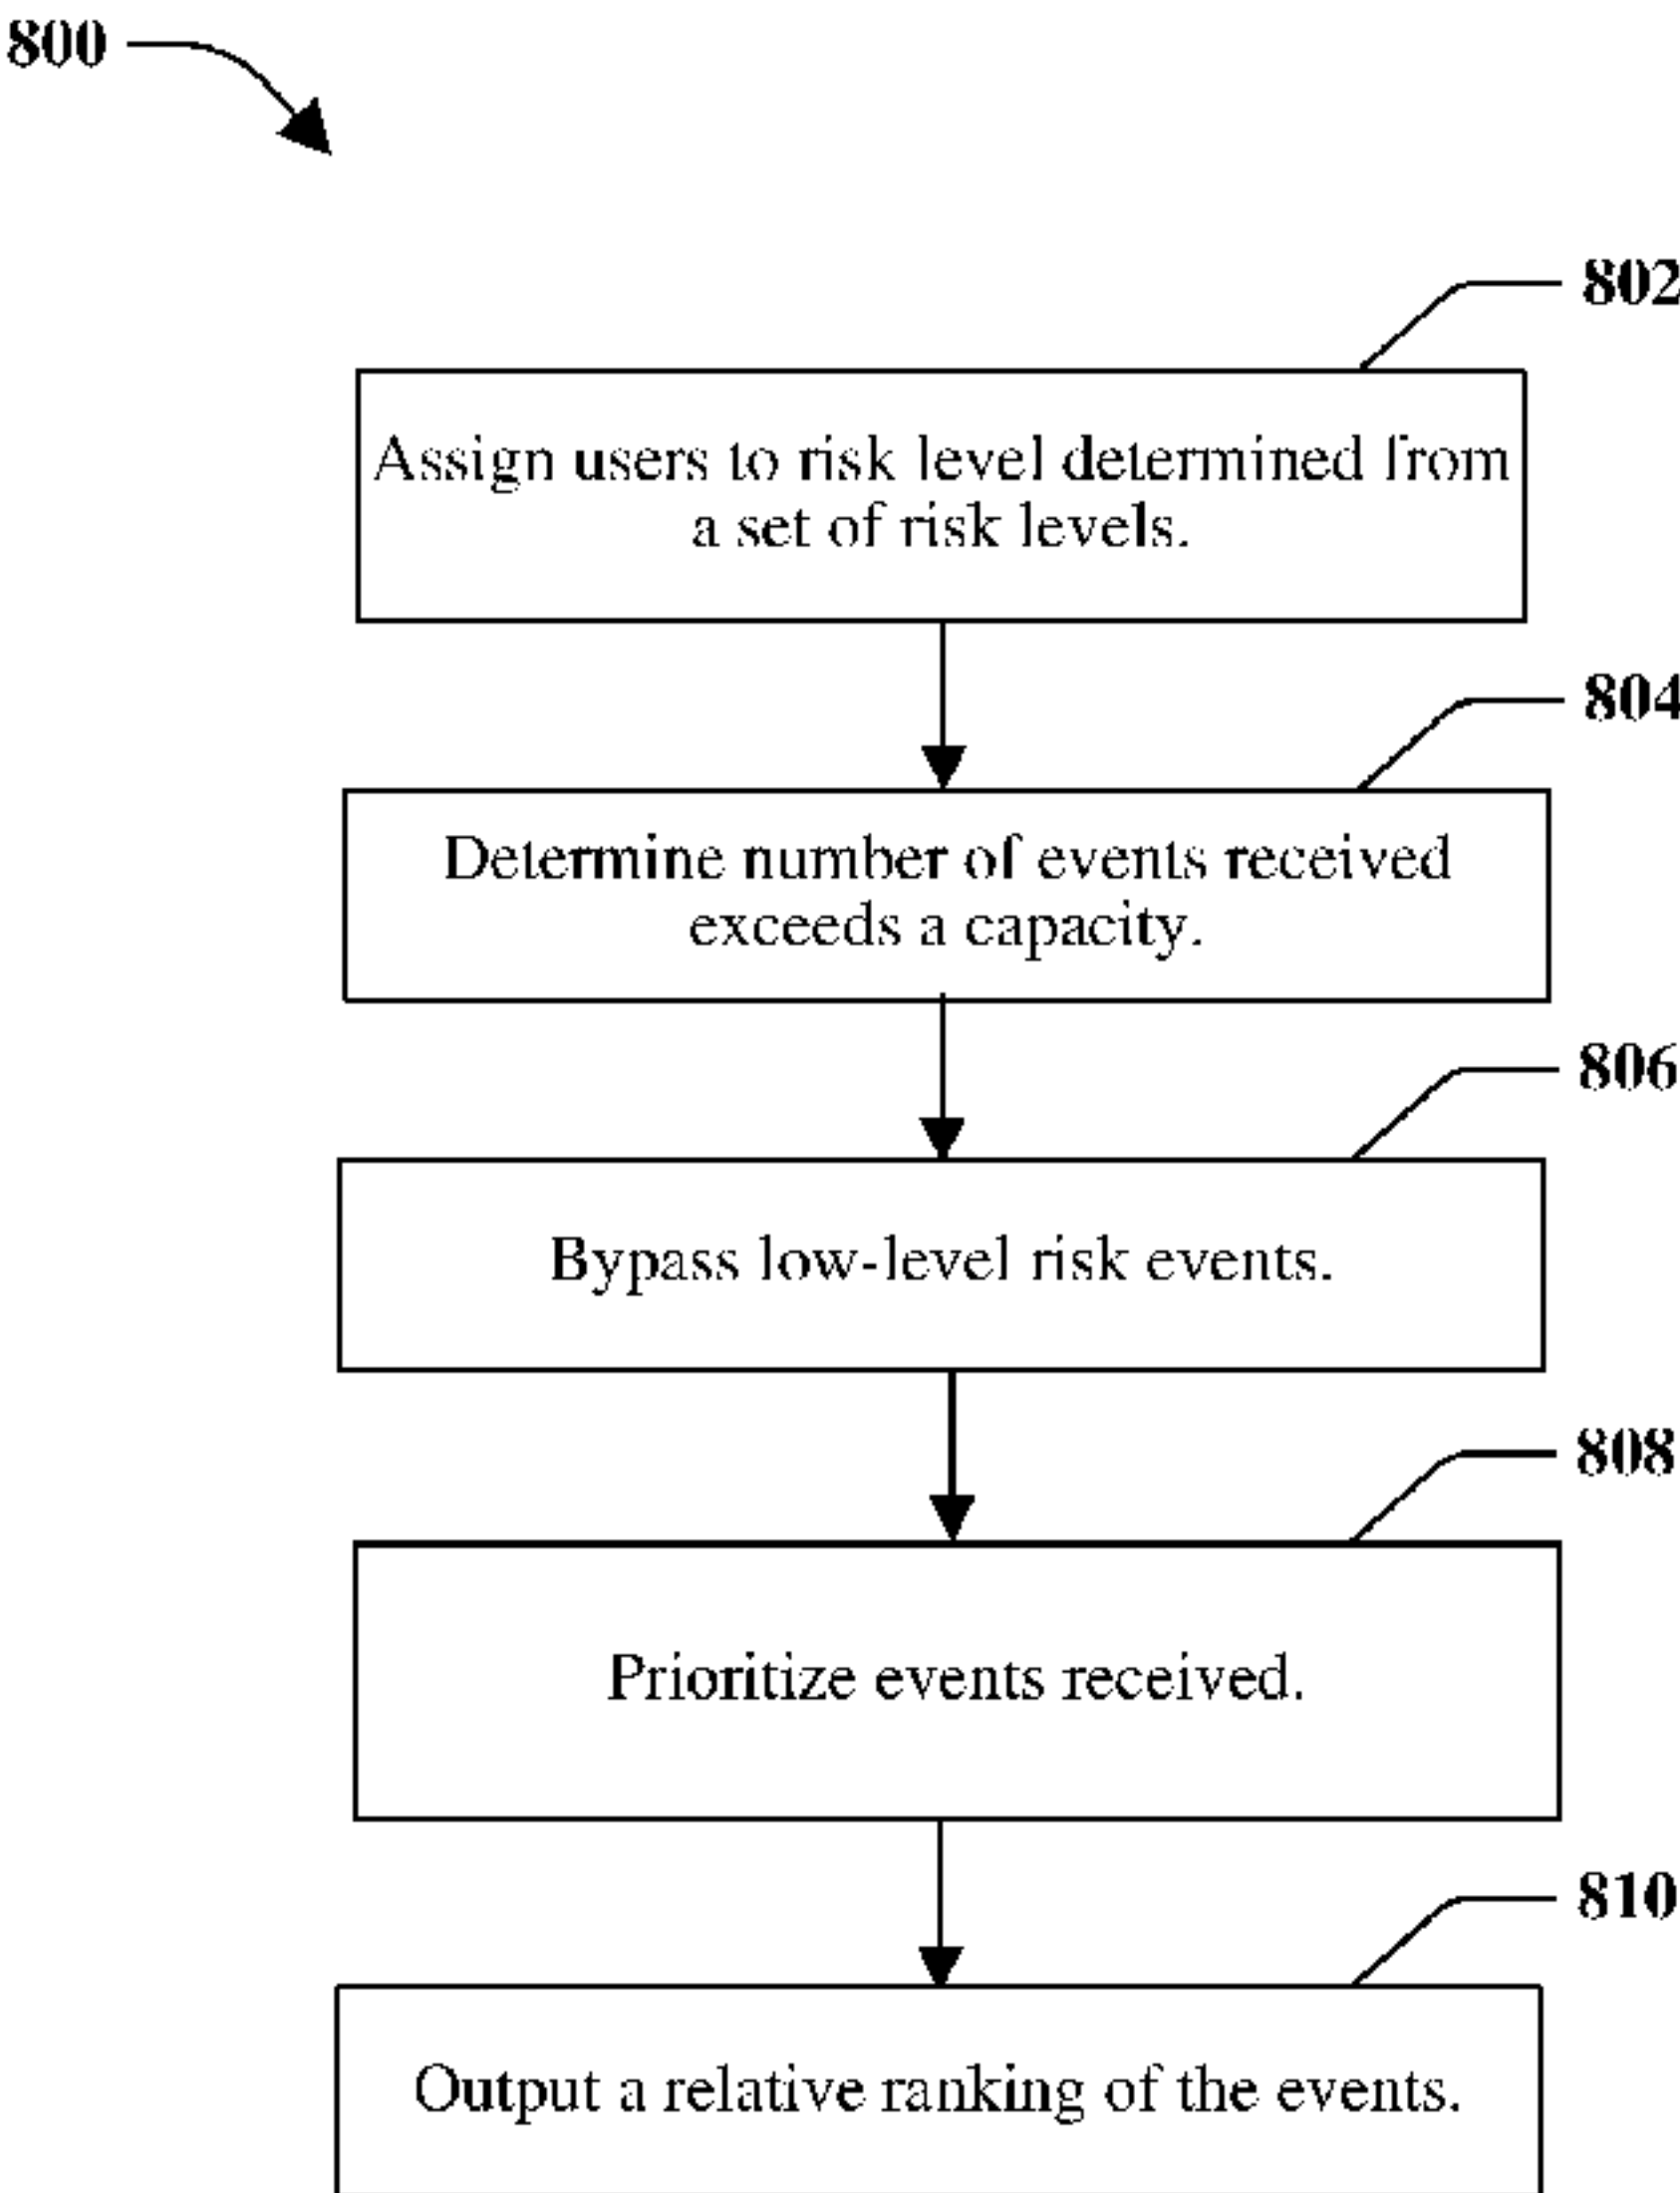 800
802
Assign users to risk level determined from
a set of risk levels.
804
Determine number of events received
exceeds a capacity.
806
Bypass low-level risk events.
808
Prioritize events received.
810
Output a relative ranking of the events.